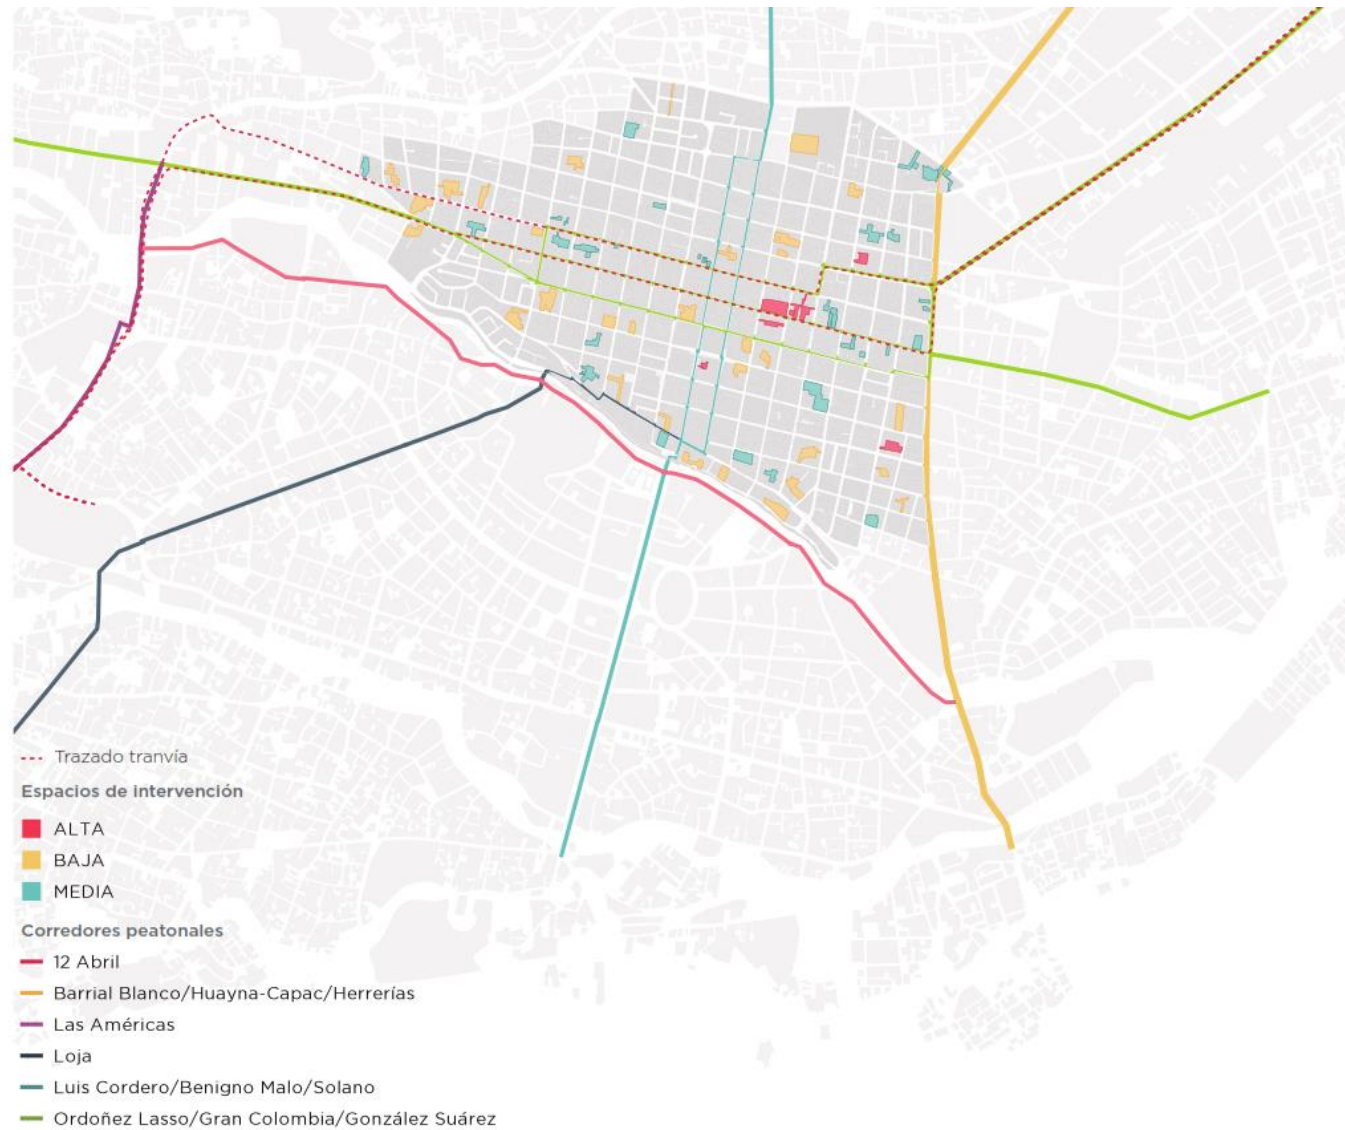 Trazado tranvía
Espacios de intervención
ALTA
BAJA
MEDIA
Corredores peatonales
12 Abril
Barrial Blanco/Huayna-Capac/Herrerías
Las Américas
Loja
Luis Cordero/Benigno Malo/Solano
Ordoñez Lasso/Gran Colombia/González Suárez